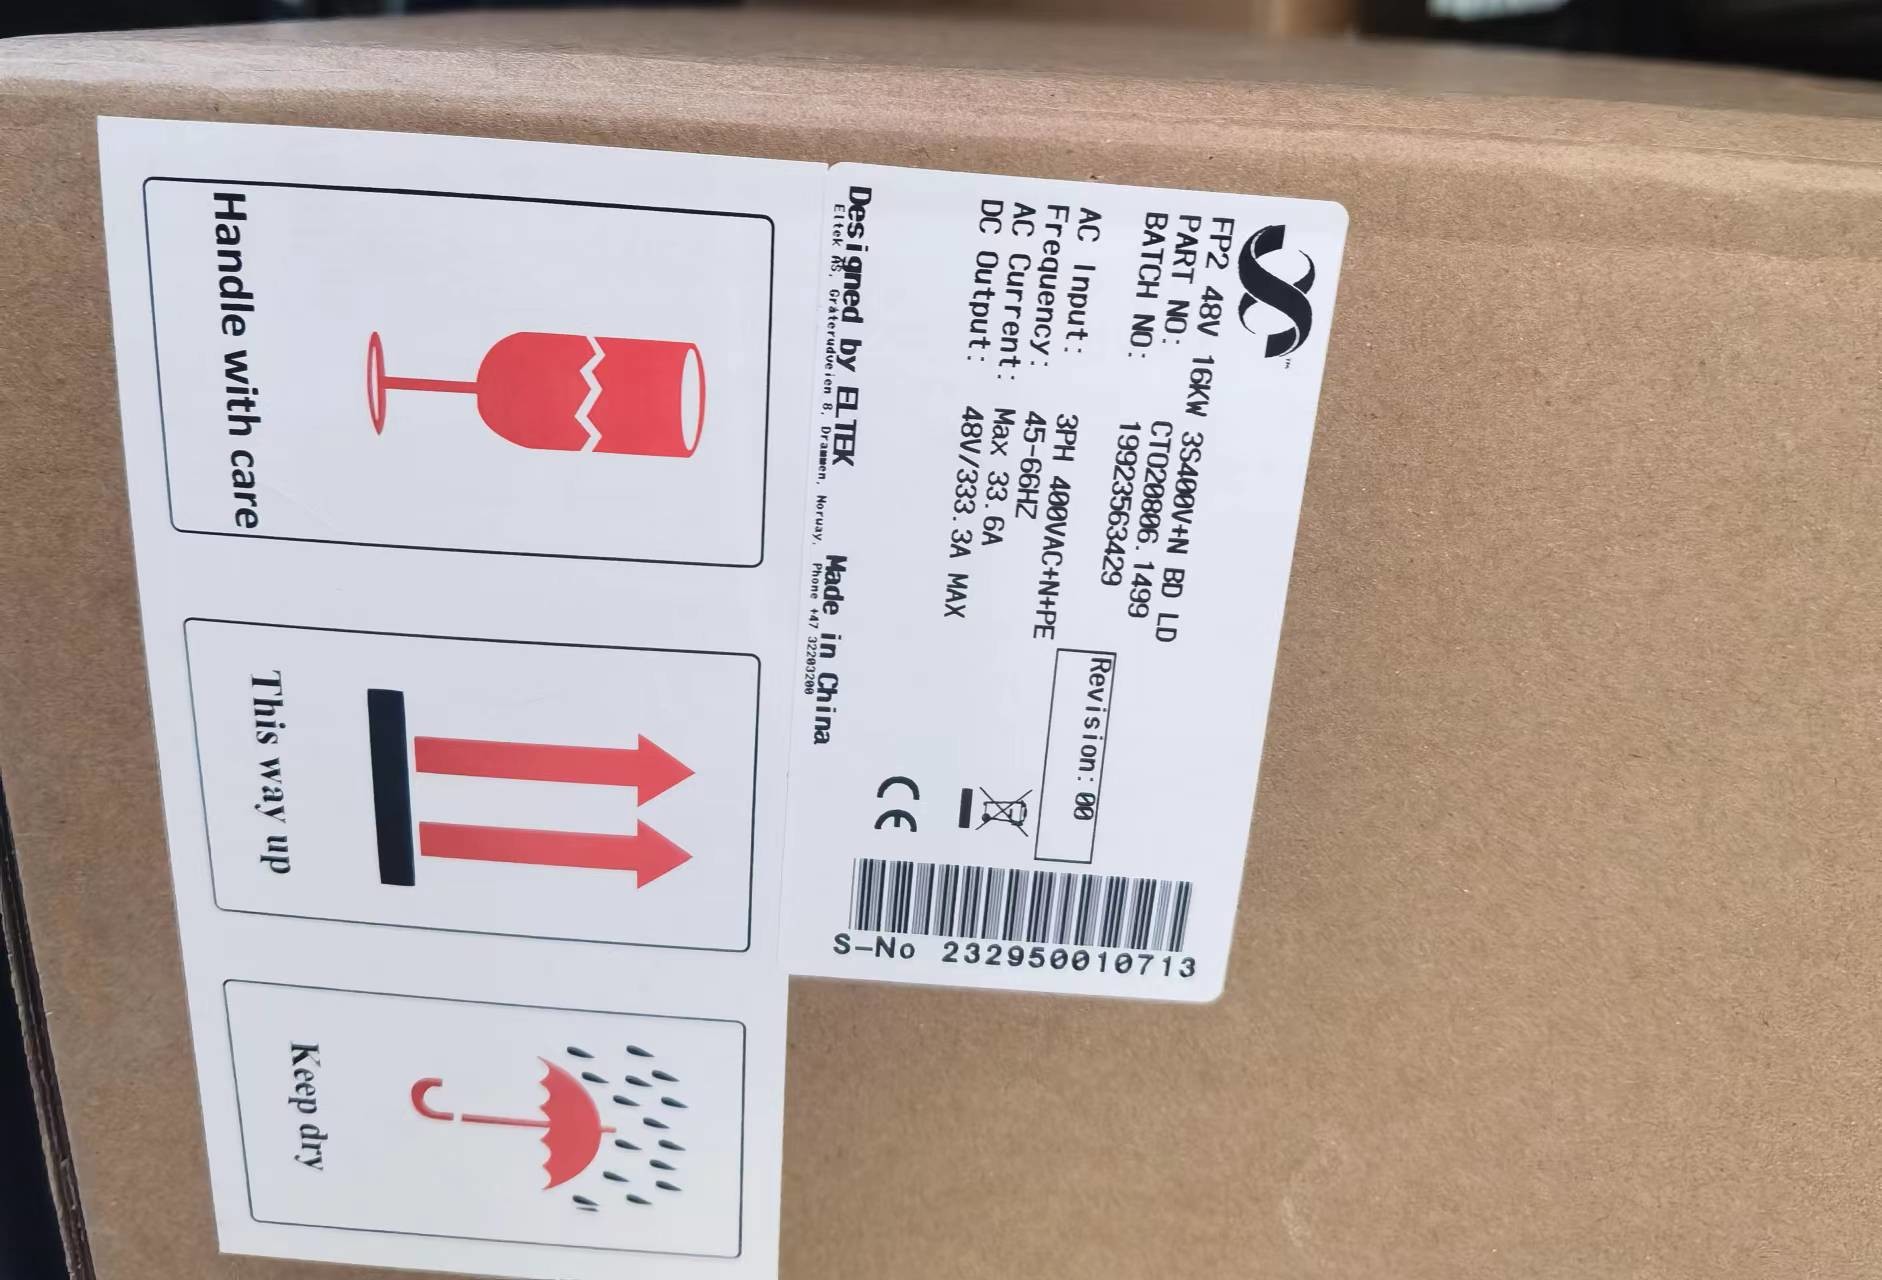 ™
FP2 48V 16KW 3S400V+N BD LD
PART NO: CTO20806.1499
BATCH NO: 19923563429
Revision: 00
AC Input: 3PH 400VAC+N+PE
Frequency: 45-66HZ
AC Current: Max 33.6A
DC Output: 48V/333.3A MAX
CE
S-No 232950010713
Designed by ELTEK Made in China
Eltek AS, Gråterudveien 8, Drammen, Norway, Phone +47 32203200
Handle with care
This way up
Keep dry